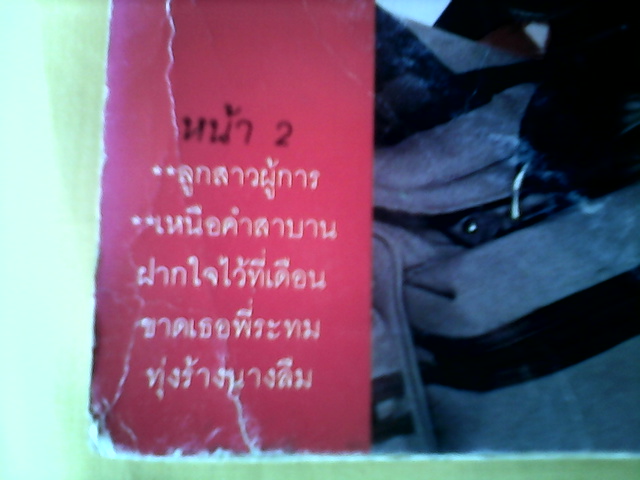 หน้า 2
**ลูกสาวผู้การ
**เหนือคำสาบาน
ฝากใจไว้ที่เดือน
ขาดเธอพี่ระทม
ทุ่งร้างนางลืม